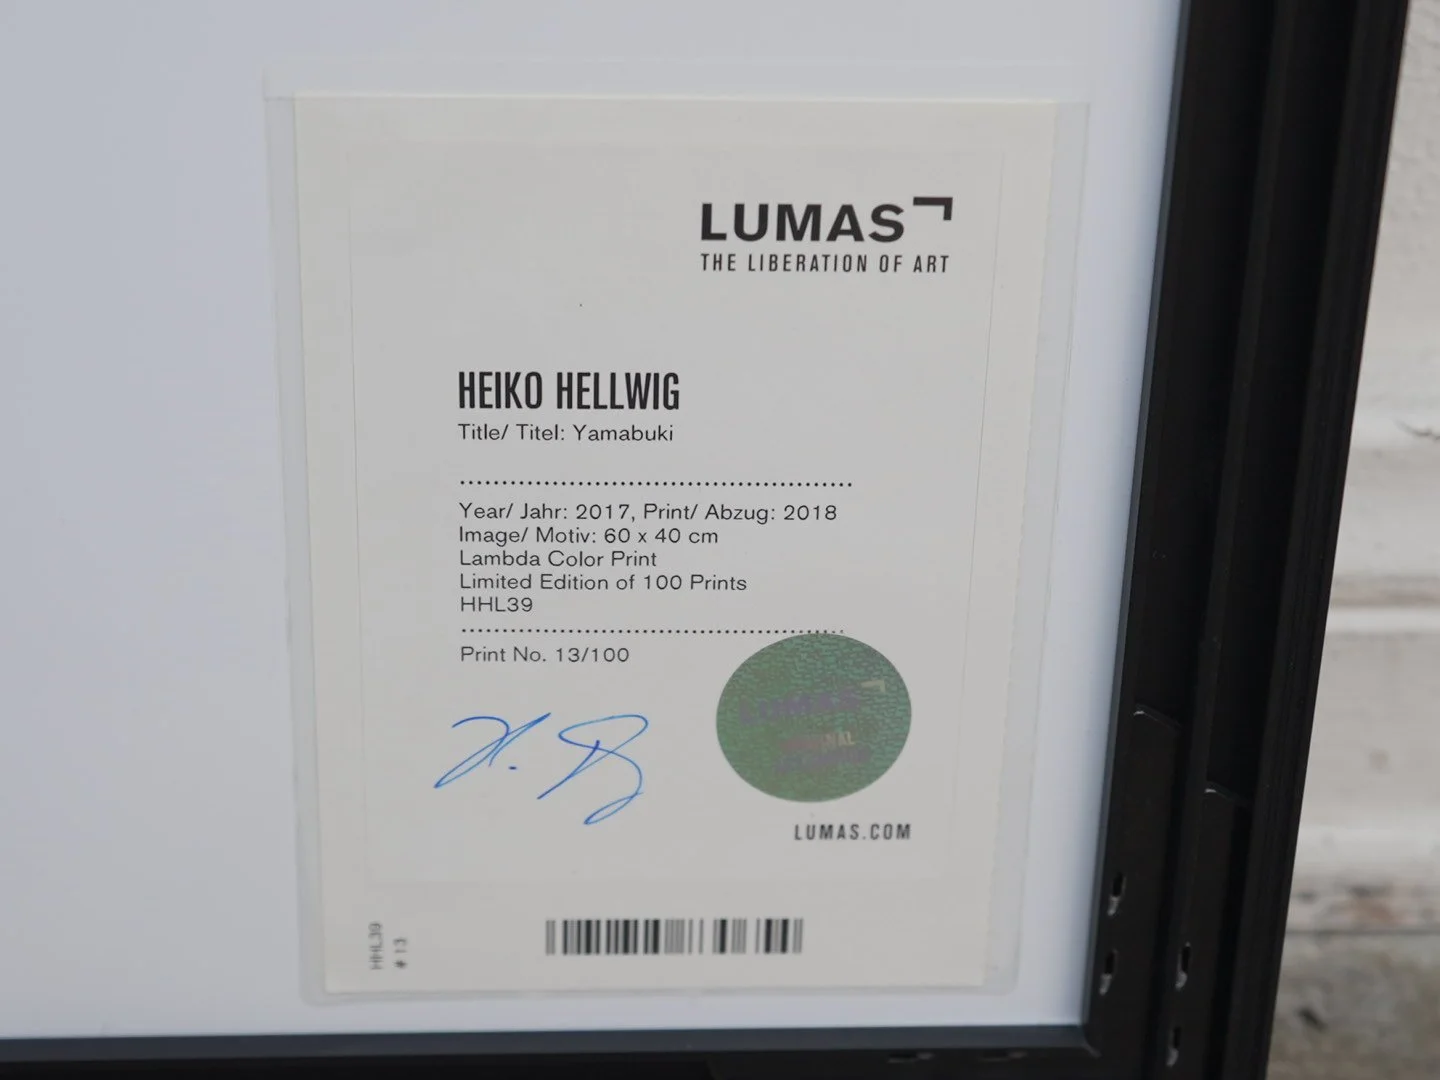 LUMAS
THE LIBERATION OF ART
HEIKO HELLWIG
Title/ Titel: Yamabuki
Year/ Jahr: 2017, Print/ Abzug: 2018
Image/ Motiv: 60 x 40 cm
Lambda Color Print
Limited Edition of 100 Prints
HHL39
Print No. 13/100
LUMAS
LUMAS.COM
HHL39
# 13